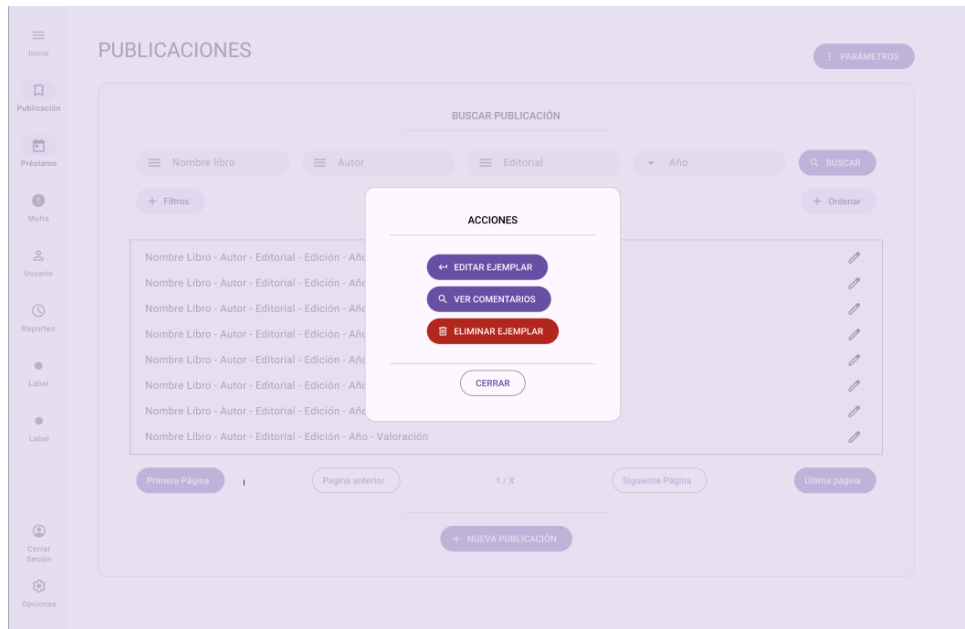 Inicio
Publicación
Préstamo
Multa
Usuario
Reportes
Label
Label
Cerrar
Sesión
Opciones
PUBLICACIONES
PARÁMETROS
BUSCAR PUBLICACIÓN
Nombre libro
Autor
Editorial
Año
BUSCAR
+ Filtros
+ Ordenar
Nombre Libro - Autor - Editorial - Edición - Año
Nombre Libro - Autor - Editorial - Edición - Año
Nombre Libro - Autor - Editorial - Edición - Año
Nombre Libro - Autor - Editorial - Edición - Año
Nombre Libro - Autor - Editorial - Edición - Año
Nombre Libro - Autor - Editorial - Edición - Año
Nombre Libro - Autor - Editorial - Edición - Año
Nombre Libro - Autor - Editorial - Edición - Año - Valoración
ACCIONES
EDITAR EJEMPLAR
VER COMENTARIOS
ELIMINAR EJEMPLAR
CERRAR
Primera Página
Pagina anterior
1 / X
Siguiente Página
Última página
+ NUEVA PUBLICACIÓN